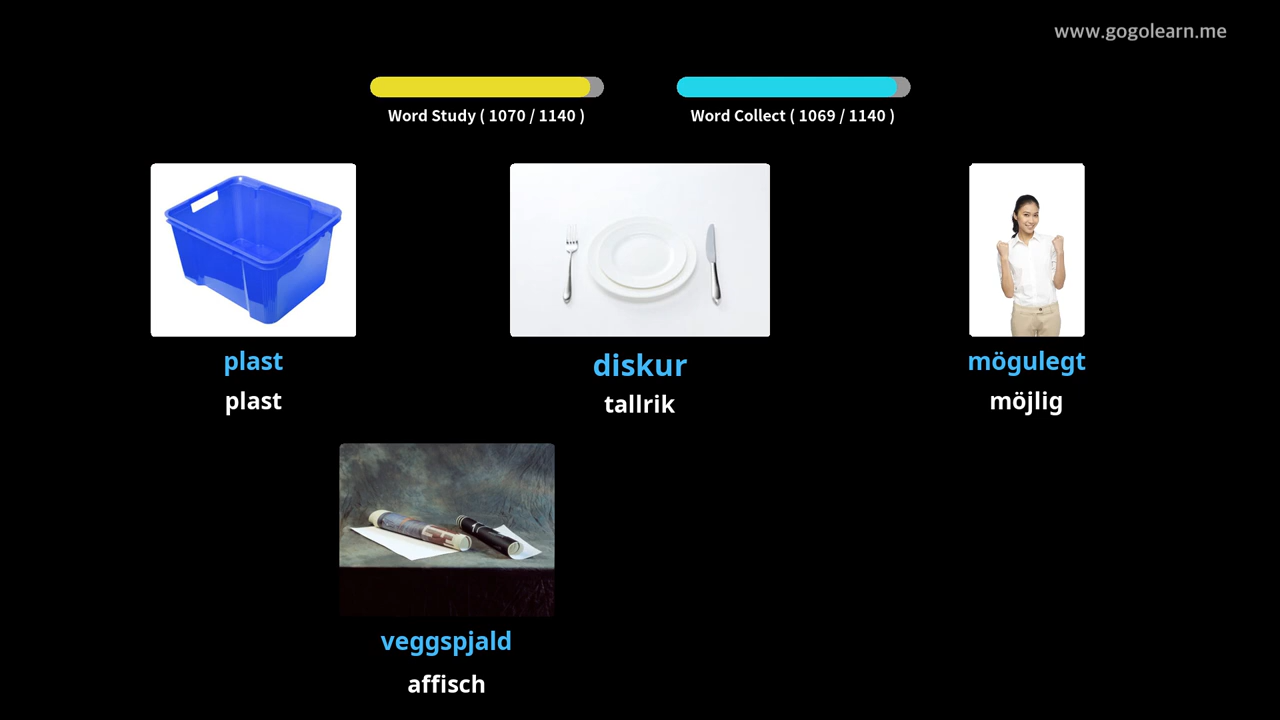 www.gogolearn.me
Word Study ( 1070 / 1140 )
Word Collect ( 1069 / 1140 )
plast
plast
diskur
tallrik
mögulegt
möjlig
veggspjald
affisch